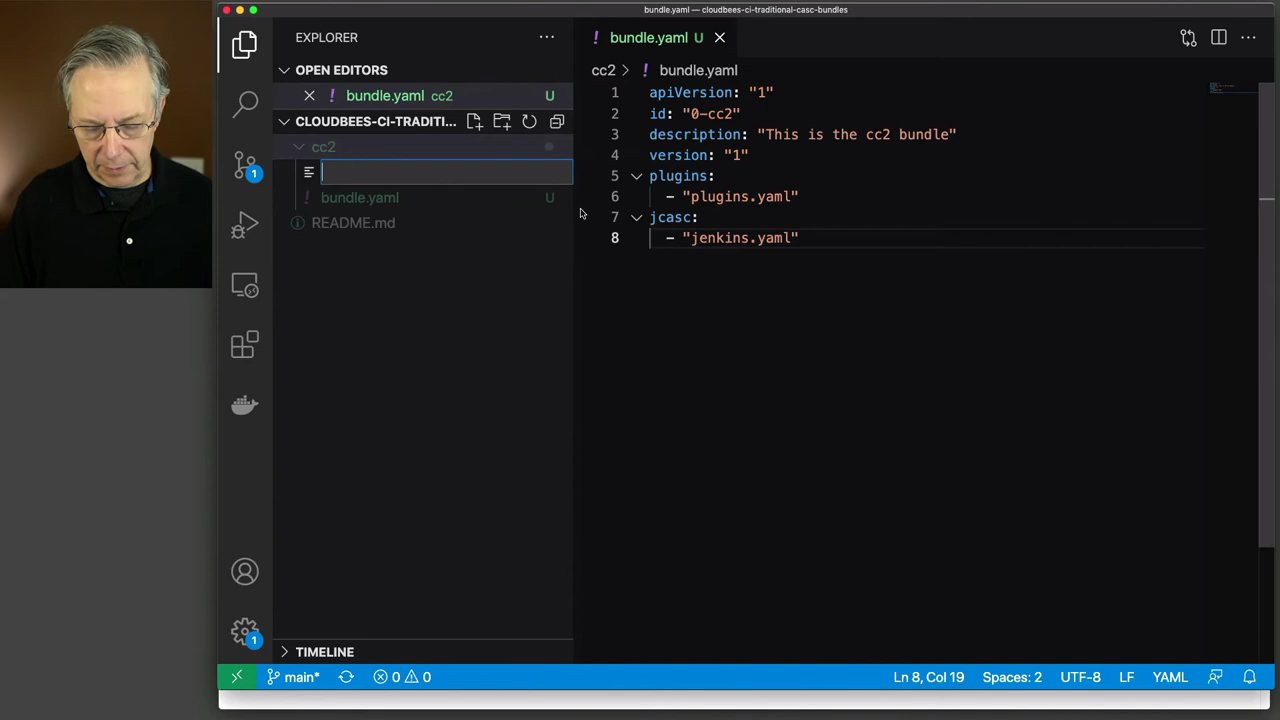 bundle.yaml — cloudbees-ci-traditional-casc-bundles
EXPLORER
OPEN EDITORS
bundle.yaml cc2 U
CLOUDBEES-CI-TRADITI...
cc2
bundle.yaml U
README.md
TIMELINE
1
1
! bundle.yaml U
cc2 > ! bundle.yaml
1 apiVersion: "1"
2 id: "0-cc2"
3 description: "This is the cc2 bundle"
4 version: "1"
5 plugins:
6 - "plugins.yaml"
7 jcasc:
8 - "jenkins.yaml"
main* 0 0 Ln 8, Col 19 Spaces: 2 UTF-8 LF YAML